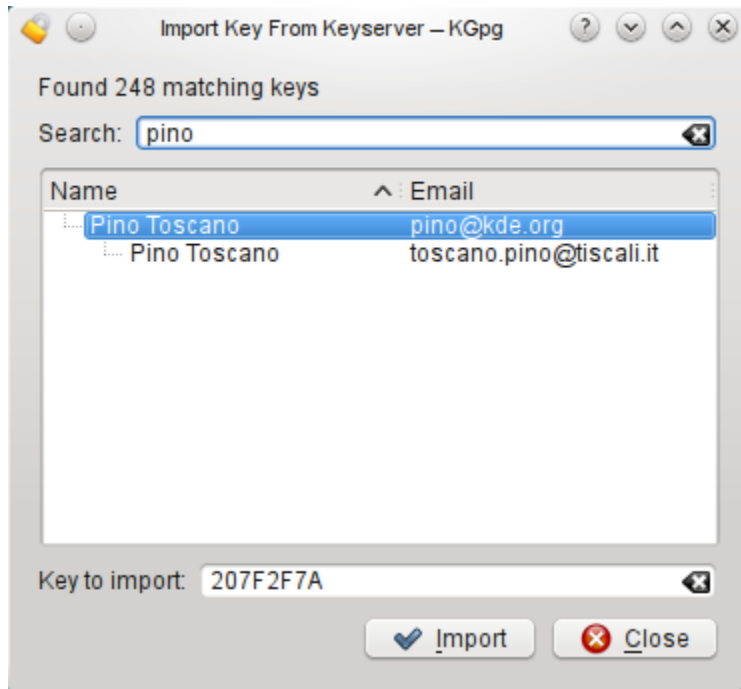 Import Key From Keyserver – KGpg
Found 248 matching keys
Search: pino
Name Email
Pino Toscano pino@kde.org
Pino Toscano toscano.pino@tiscali.it
Key to import: 207F2F7A
Import Close